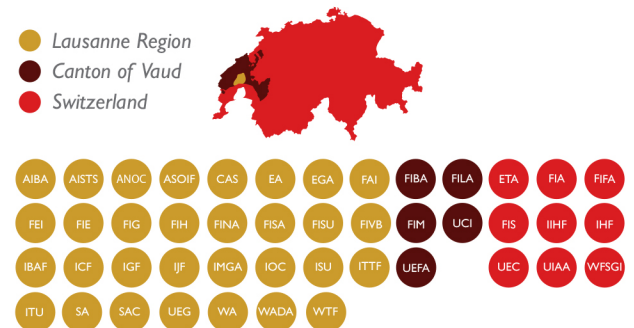 Lausanne Region
Canton of Vaud
Switzerland
AIBA AISTS ANOC ASOIF CAS EA EGA FAI FIBA FILA ETA FIA FIFA
FEI FIE FIG FIH FINA FISA FISU FIVB FIM UCI FIS IIHF IHF
IBAF ICF IGF IJF IMGA IOC ISU ITTF UEFA UEC UIAA WFSGI
ITU SA SAC UEG WA WADA WTF